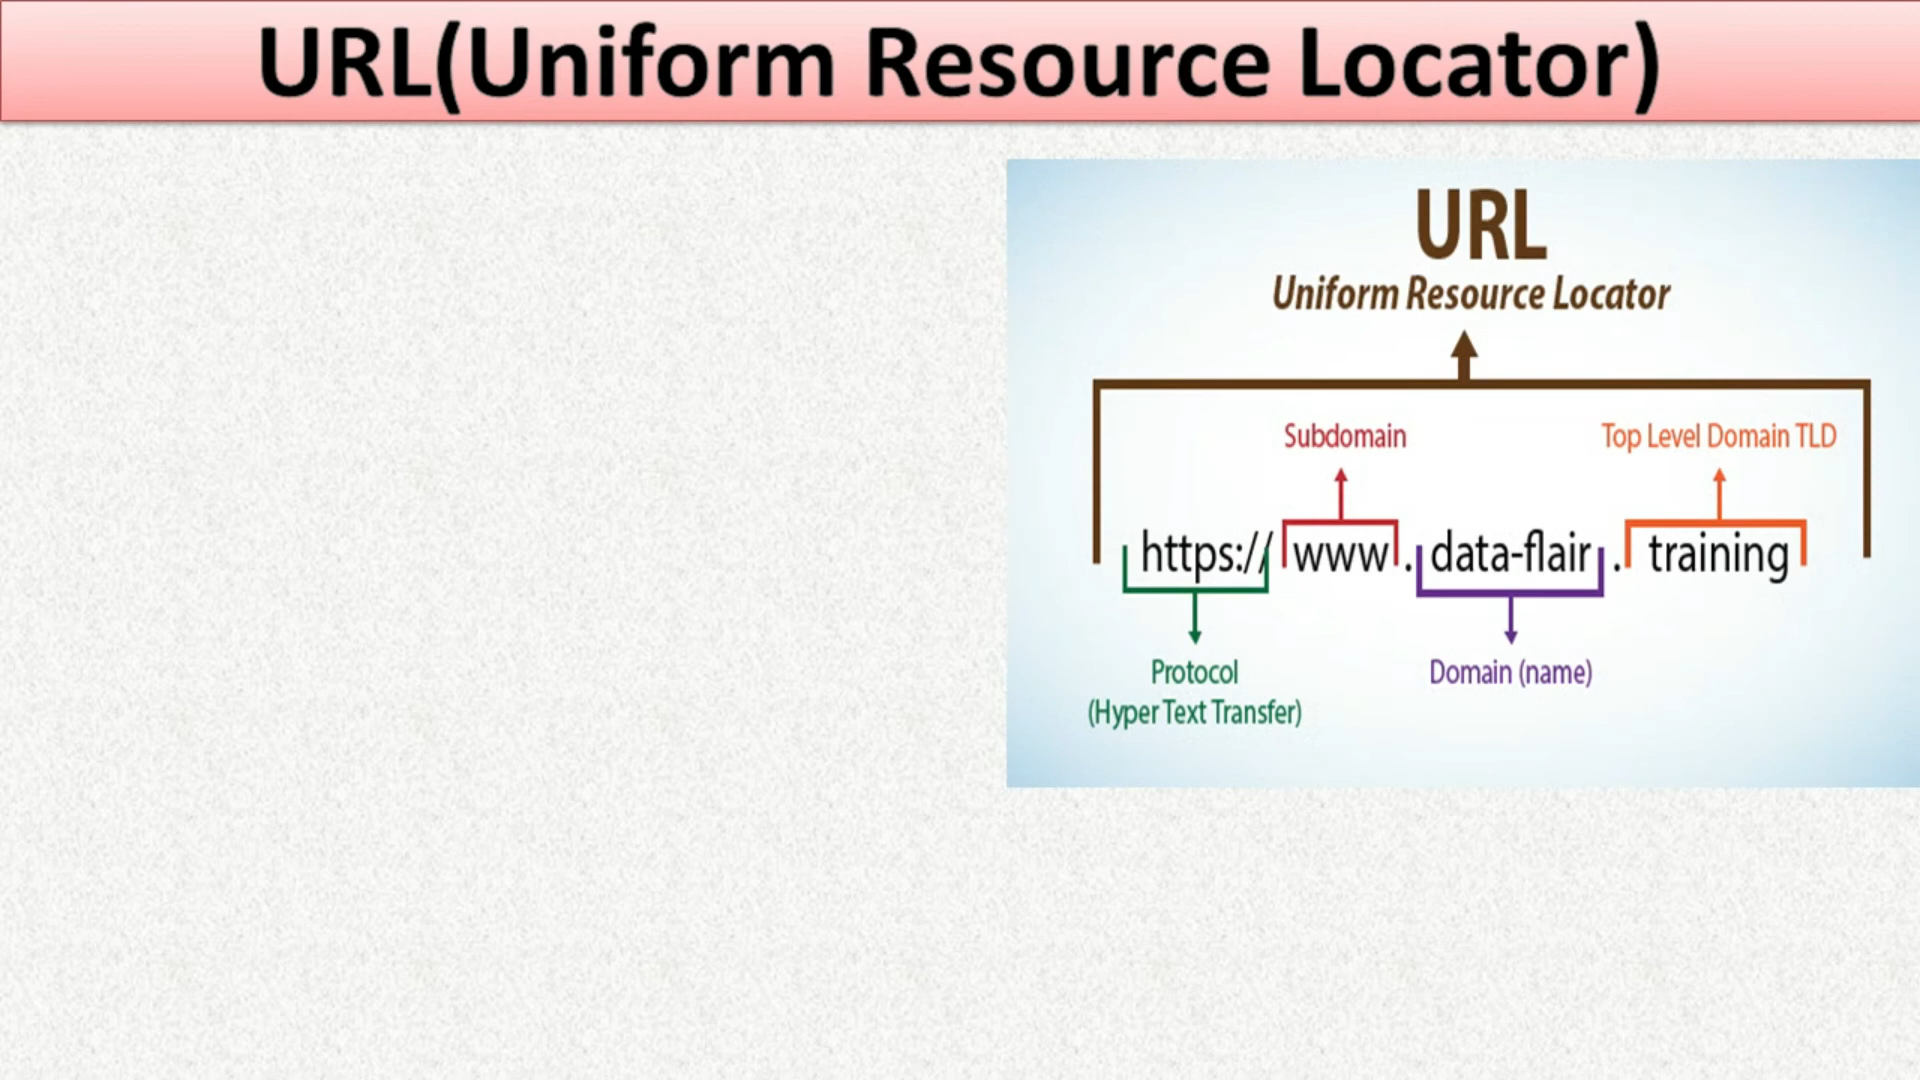 URL(Uniform Resource Locator)
URL
Uniform Resource Locator
Subdomain
Top Level Domain TLD
https:// www . data-flair . training
Protocol
(Hyper Text Transfer)
Domain (name)